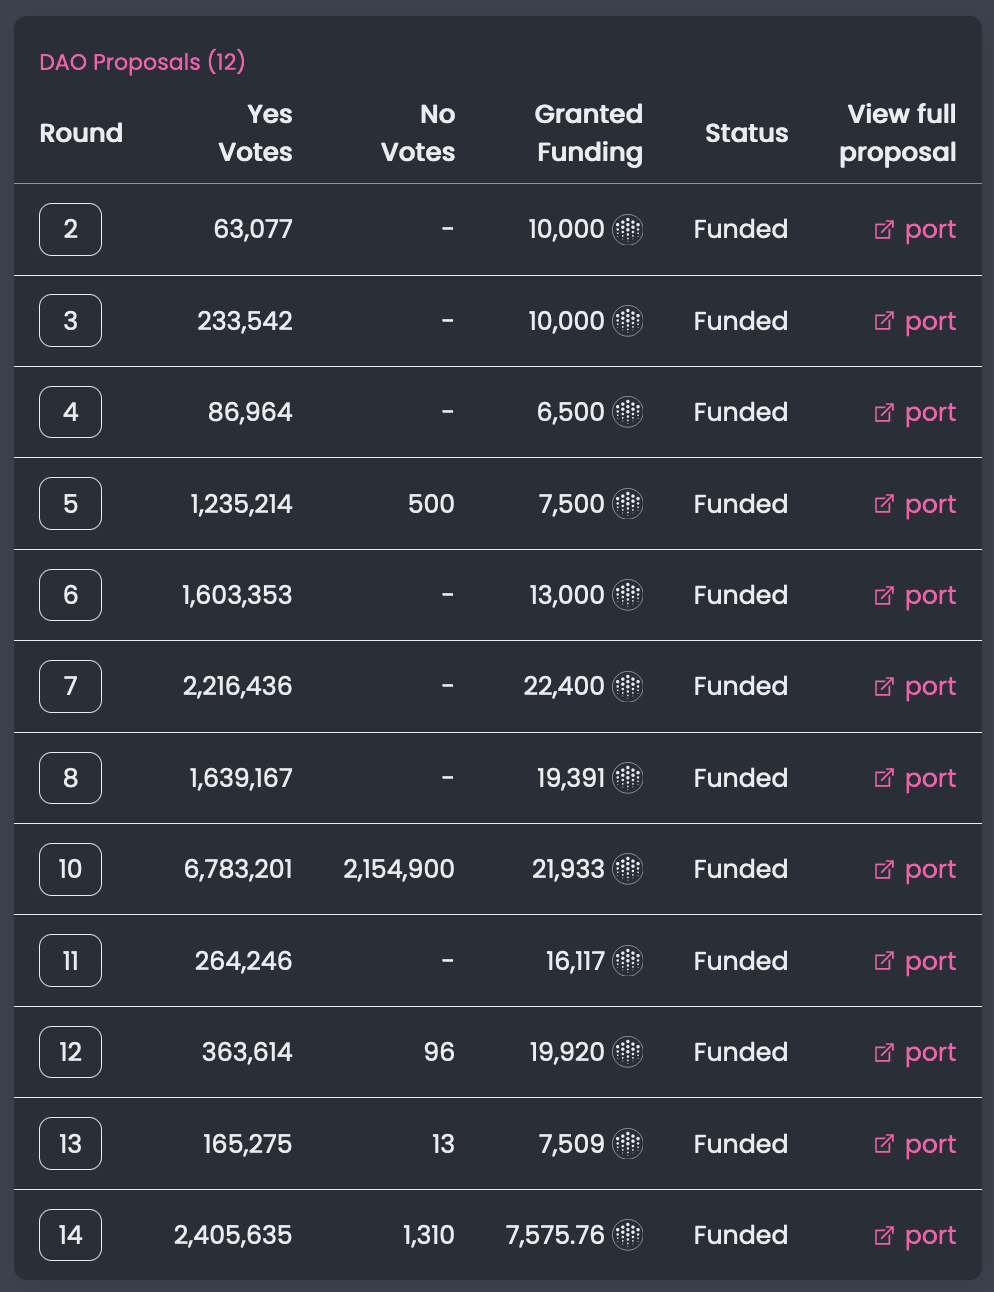 DAO Proposals (12)
Round Yes Votes No Votes Granted Funding Status View full proposal
2 63,077 - 10,000 Funded port
3 233,542 - 10,000 Funded port
4 86,964 - 6,500 Funded port
5 1,235,214 500 7,500 Funded port
6 1,603,353 - 13,000 Funded port
7 2,216,436 - 22,400 Funded port
8 1,639,167 - 19,391 Funded port
10 6,783,201 2,154,900 21,933 Funded port
11 264,246 - 16,117 Funded port
12 363,614 96 19,920 Funded port
13 165,275 13 7,509 Funded port
14 2,405,635 1,310 7,575.76 Funded port